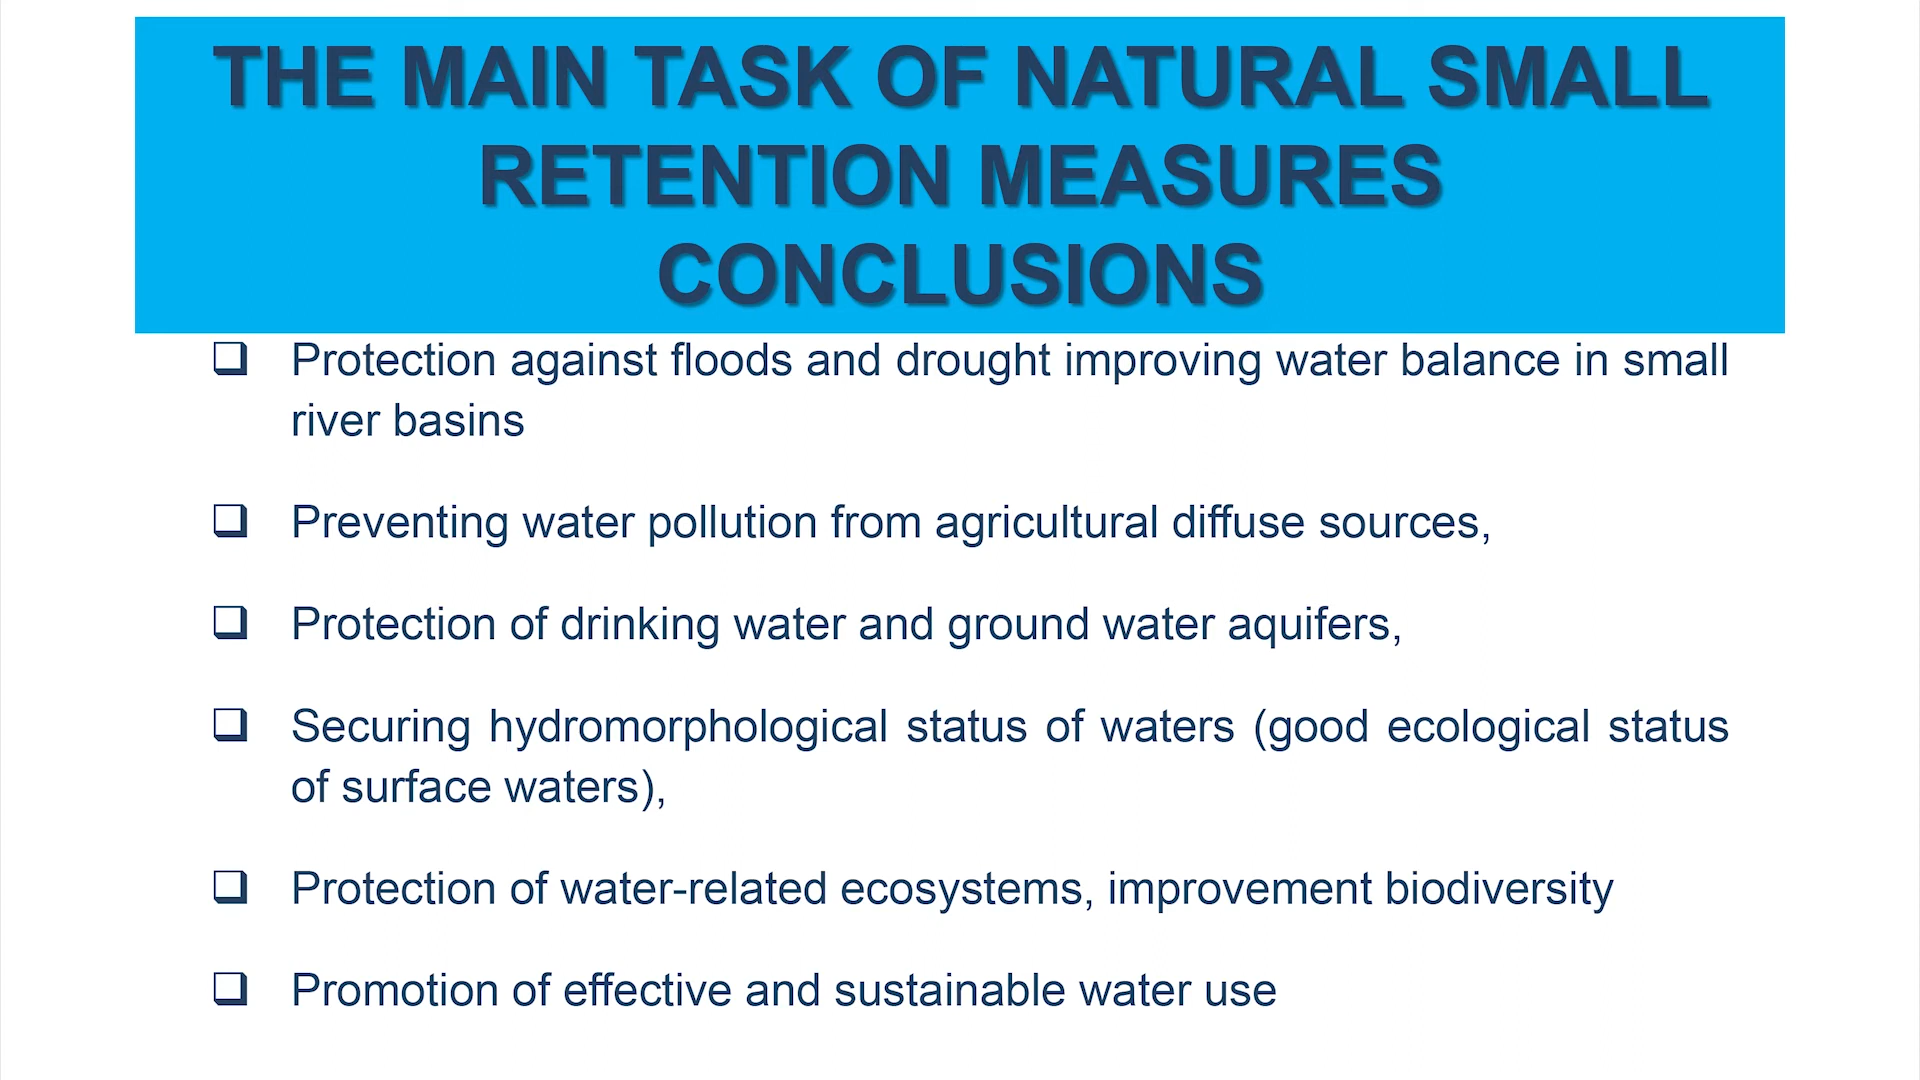 THE MAIN TASK OF NATURAL SMALL
RETENTION MEASURES
CONCLUSIONS
❑ Protection against floods and drought improving water balance in small
river basins
❑ Preventing water pollution from agricultural diffuse sources,
❑ Protection of drinking water and ground water aquifers,
❑ Securing hydromorphological status of waters (good ecological status
of surface waters),
❑ Protection of water-related ecosystems, improvement biodiversity
❑ Promotion of effective and sustainable water use